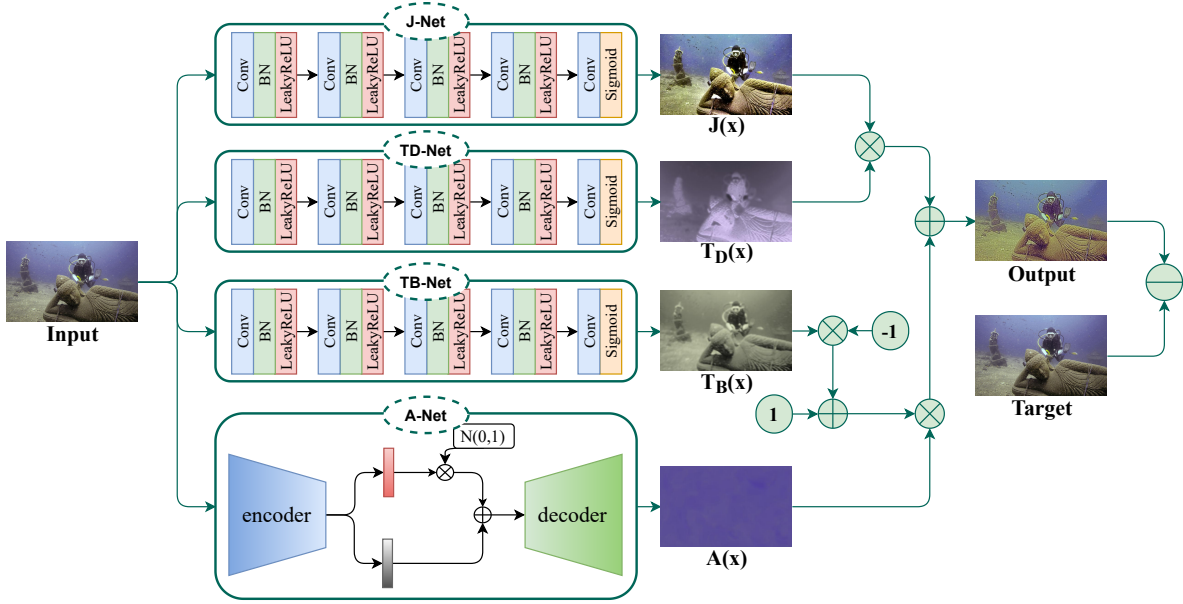 J-Net
Conv BN LeakyReLU Conv BN LeakyReLU Conv BN LeakyReLU Conv BN LeakyReLU Conv Sigmoid
J(x)
TD-Net
Conv BN LeakyReLU Conv BN LeakyReLU Conv BN LeakyReLU Conv BN LeakyReLU Conv Sigmoid
T_D(x)
Input
TB-Net
Conv BN LeakyReLU Conv BN LeakyReLU Conv BN LeakyReLU Conv BN LeakyReLU Conv Sigmoid
T_B(x)
-1
1
Output
Target
A-Net
N(0,1)
encoder
decoder
A(x)